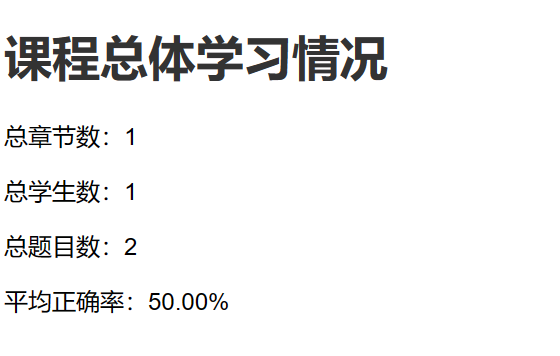 课程总体学习情况
总章节数：1
总学生数：1
总题目数：2
平均正确率：50.00%